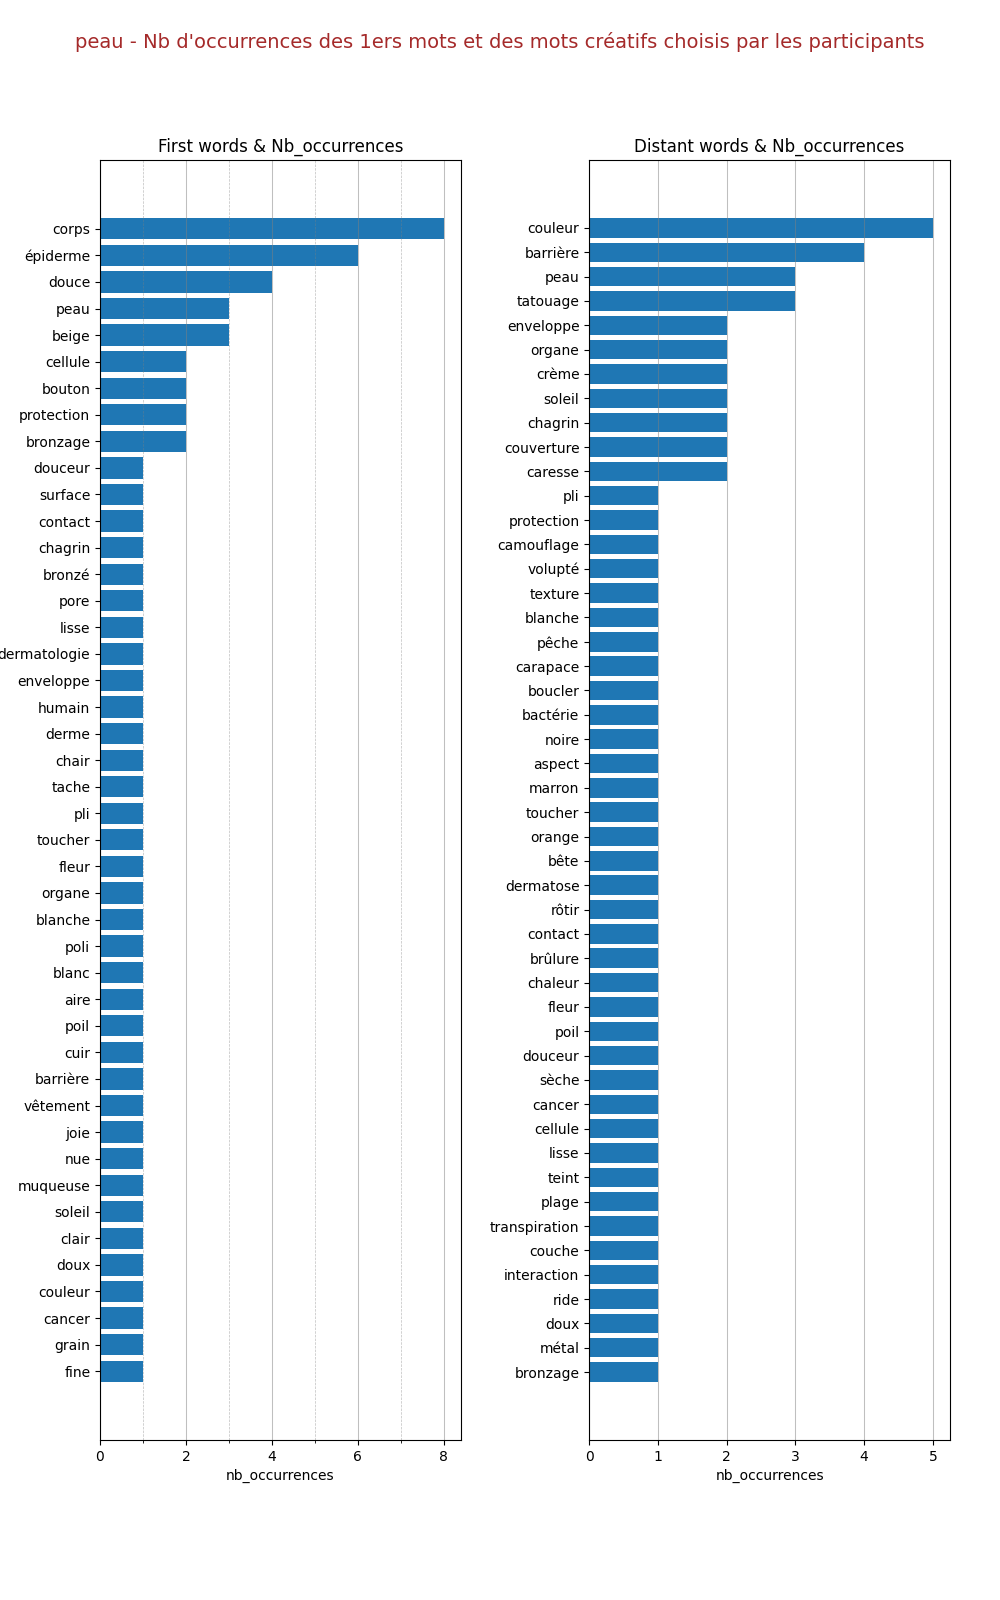 peau - Nb d'occurrences des 1ers mots et des mots créatifs choisis par les participants
First words & Nb_occurrences
corps
épiderme
douce
peau
beige
cellule
bouton
protection
bronzage
douceur
surface
contact
chagrin
bronzé
pore
lisse
dermatologie
enveloppe
humain
derme
chair
tache
pli
toucher
fleur
organe
blanche
poli
blanc
aire
poil
cuir
barrière
vêtement
joie
nue
muqueuse
soleil
clair
doux
couleur
cancer
grain
fine
0 2 4 6 8
nb_occurrences
Distant words & Nb_occurrences
couleur
barrière
peau
tatouage
enveloppe
organe
crème
soleil
chagrin
couverture
caresse
pli
protection
camouflage
volupté
texture
blanche
pêche
carapace
boucler
bactérie
noire
aspect
marron
toucher
orange
bête
dermatose
rôtir
contact
brûlure
chaleur
fleur
poil
douceur
sèche
cancer
cellule
lisse
teint
plage
transpiration
couche
interaction
ride
doux
métal
bronzage
0 1 2 3 4 5
nb_occurrences